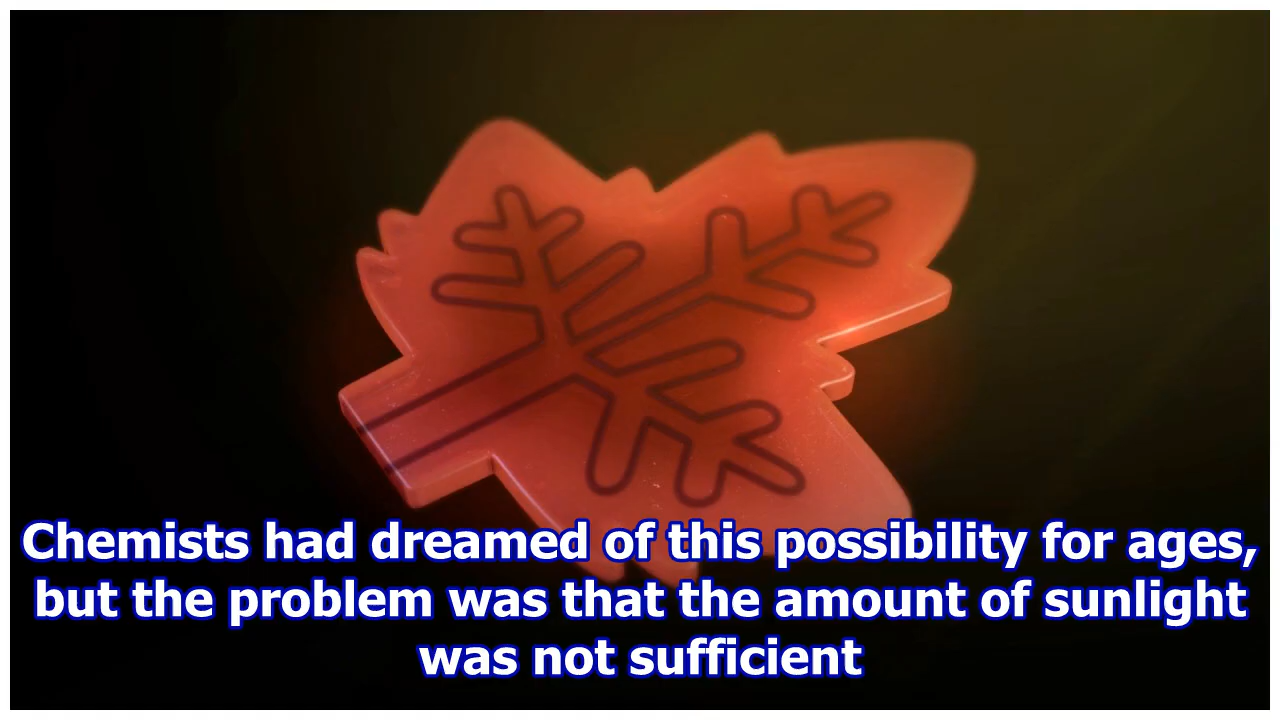 Chemists had dreamed of this possibility for ages,
but the problem was that the amount of sunlight
was not sufficient